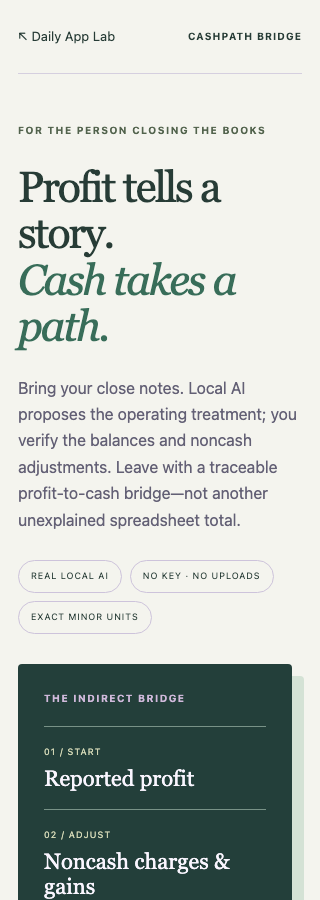 ↖ Daily App Lab
CASHPATH BRIDGE
FOR THE PERSON CLOSING THE BOOKS
Profit tells a
story.
Cash takes a
path.
Bring your close notes. Local AI
proposes the operating treatment; you
verify the balances and noncash
adjustments. Leave with a traceable
profit-to-cash bridge—not another
unexplained spreadsheet total.
REAL LOCAL AI
NO KEY · NO UPLOADS
EXACT MINOR UNITS
THE INDIRECT BRIDGE
01 / START
Reported profit
02 / ADJUST
Noncash charges &
gains